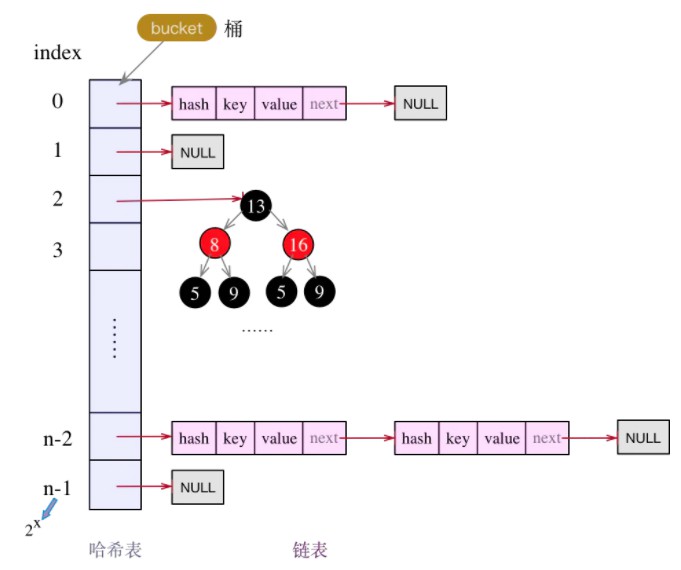 bucket 桶
index
0 hash key value next NULL
1 NULL
2 13
3 8 16
5 9 5 9
......
......
n-2 hash key value next hash key value next NULL
n-1 NULL
2^x
哈希表 链表